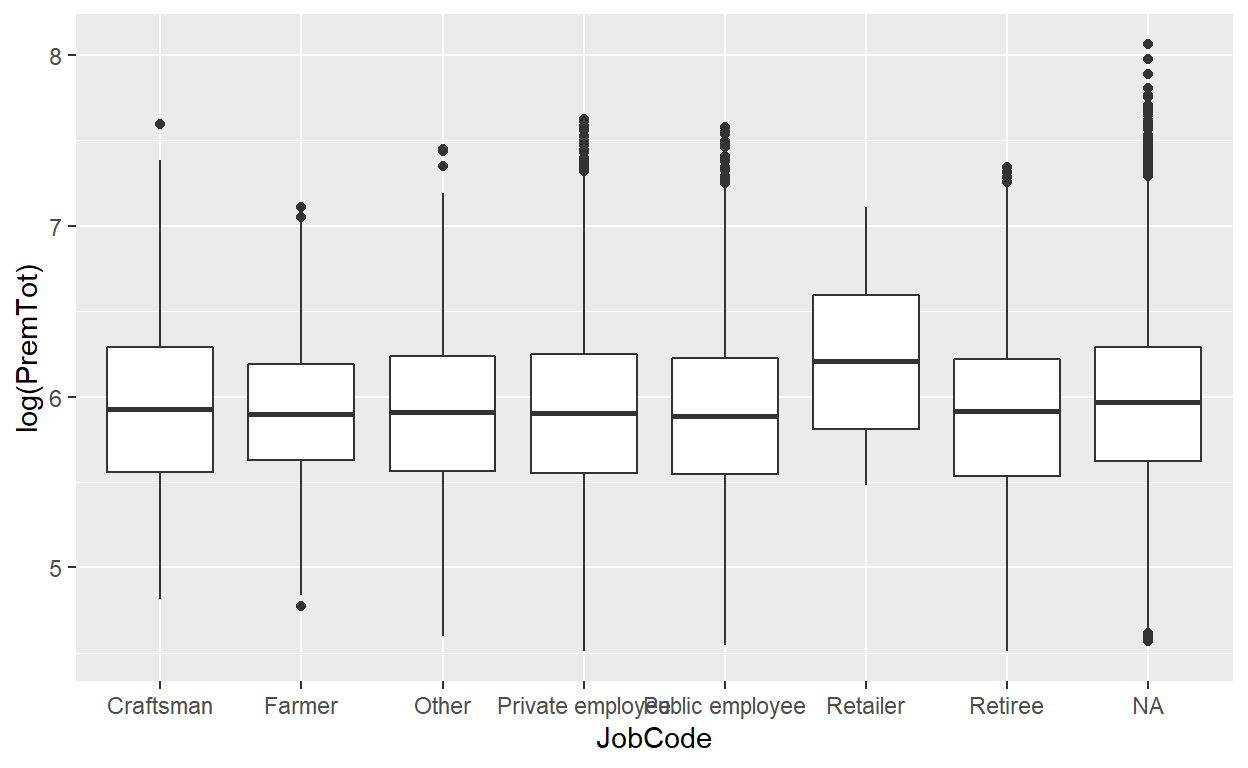 8
7
6
5
log(PremTot)
Craftsman Farmer Other Private employee Public employee Retailer Retiree NA
JobCode